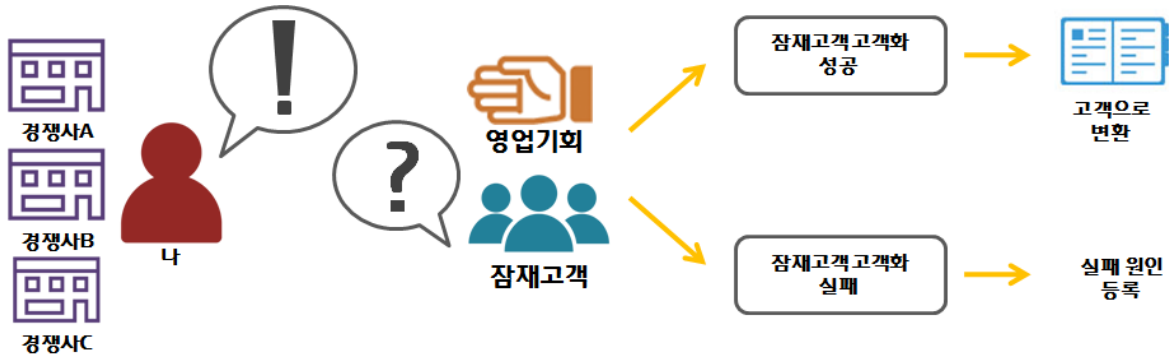 경쟁사A
경쟁사B
경쟁사C
나
!
?
영업기회
잠재고객
잠재고객고객화
성공
고객으로
변환
잠재고객고객화
실패
실패 원인
등록